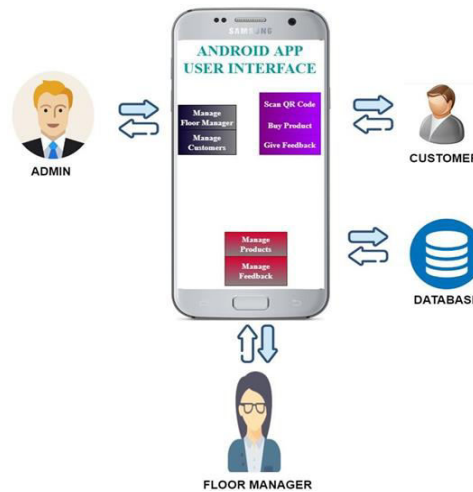 SAMSUNG
ANDROID APP
USER INTERFACE
Manage
Floor Manager
Manage
Customers
Scan QR Code
Buy Product
Give Feedback
ADMIN
CUSTOMER
Manage
Products
Manage
Feedback
DATABASE
FLOOR MANAGER